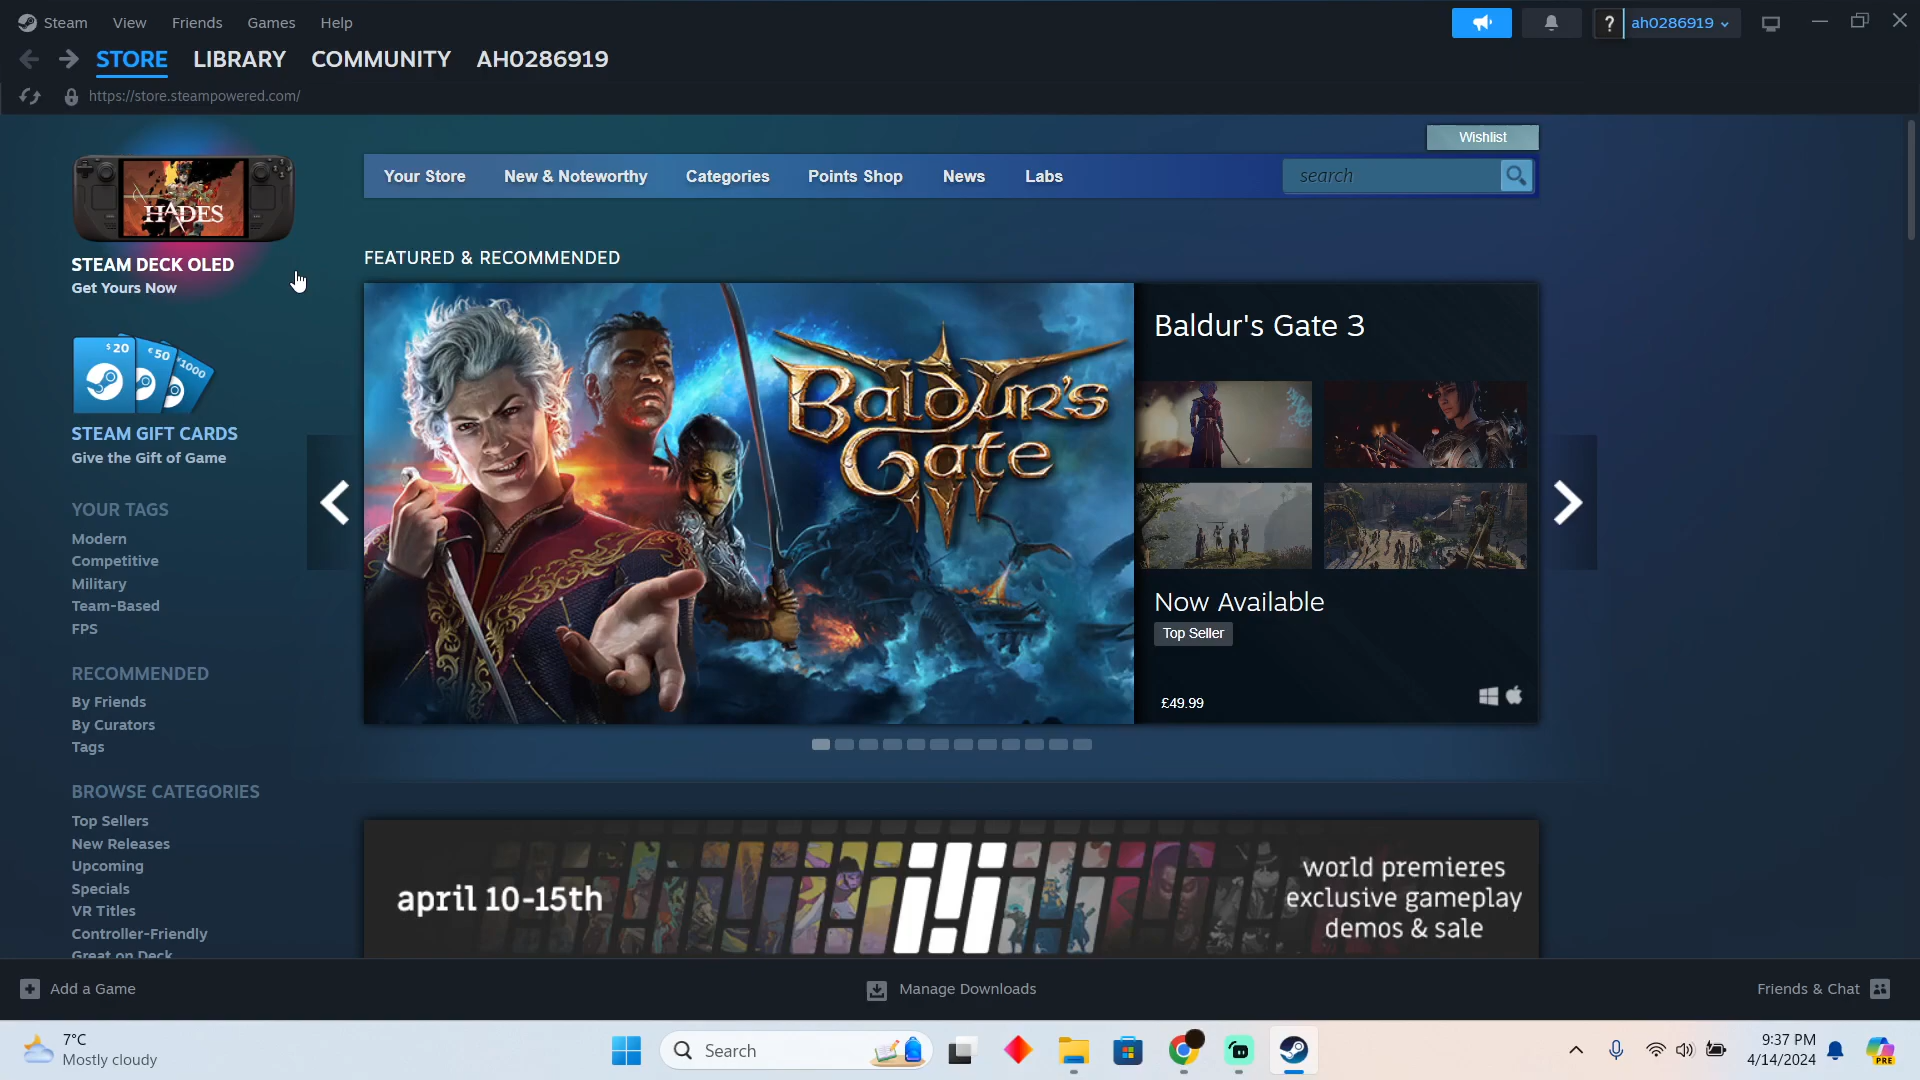 Steam View Friends Games Help
? ah0286919
STORE LIBRARY COMMUNITY AH0286919
https://store.steampowered.com/
Wishlist
Your Store New & Noteworthy Categories Points Shop News Labs search
HADES
STEAM DECK OLED
Get Yours Now
FEATURED & RECOMMENDED
BALDUR'S
GATE
Baldur's Gate 3
Now Available
Top Seller
£49.99
$20 €50 ¥1000
STEAM GIFT CARDS
Give the Gift of Game
YOUR TAGS
Modern
Competitive
Military
Team-Based
FPS
RECOMMENDED
By Friends
By Curators
Tags
BROWSE CATEGORIES
Top Sellers
New Releases
Upcoming
Specials
VR Titles
Controller-Friendly
Great on Deck
april 10-15th
world premieres
exclusive gameplay
demos & sale
Add a Game Manage Downloads Friends & Chat
7°C
Mostly cloudy
Search
9:37 PM
4/14/2024
PRE